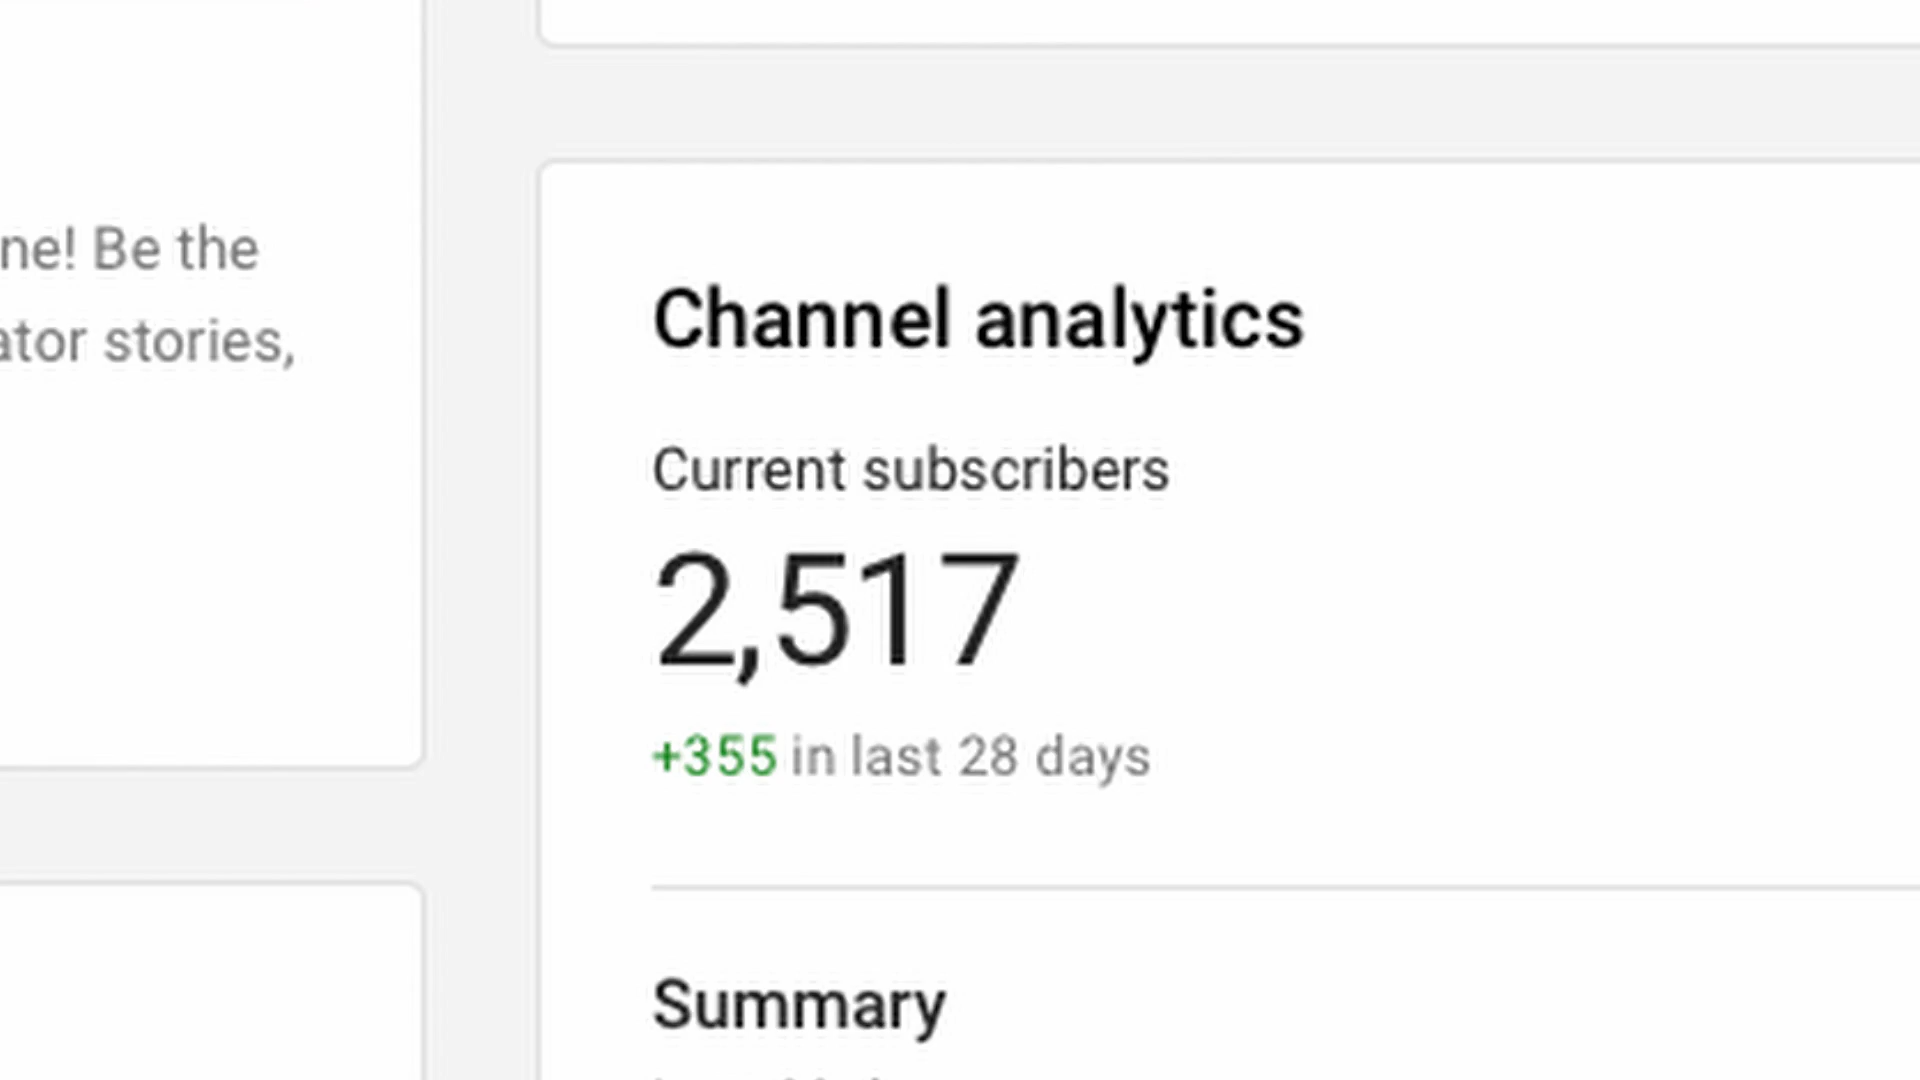 ne! Be the
ator stories,
Channel analytics
Current subscribers
2,517
+355 in last 28 days
Summary